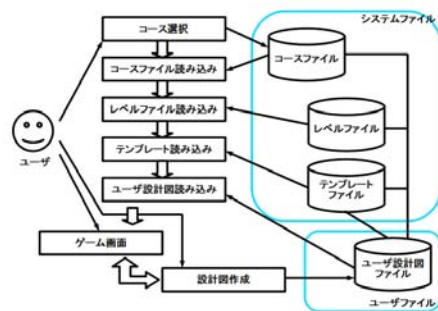 システムファイル
コース選択
コースファイル
コースファイル読み込み
レベルファイル読み込み
レベルファイル
ユーザ
テンプレート読み込み
テンプレート
ファイル
ユーザ設計図読み込み
ゲーム画面
ユーザ設計図
ファイル
設計図作成
ユーザファイル